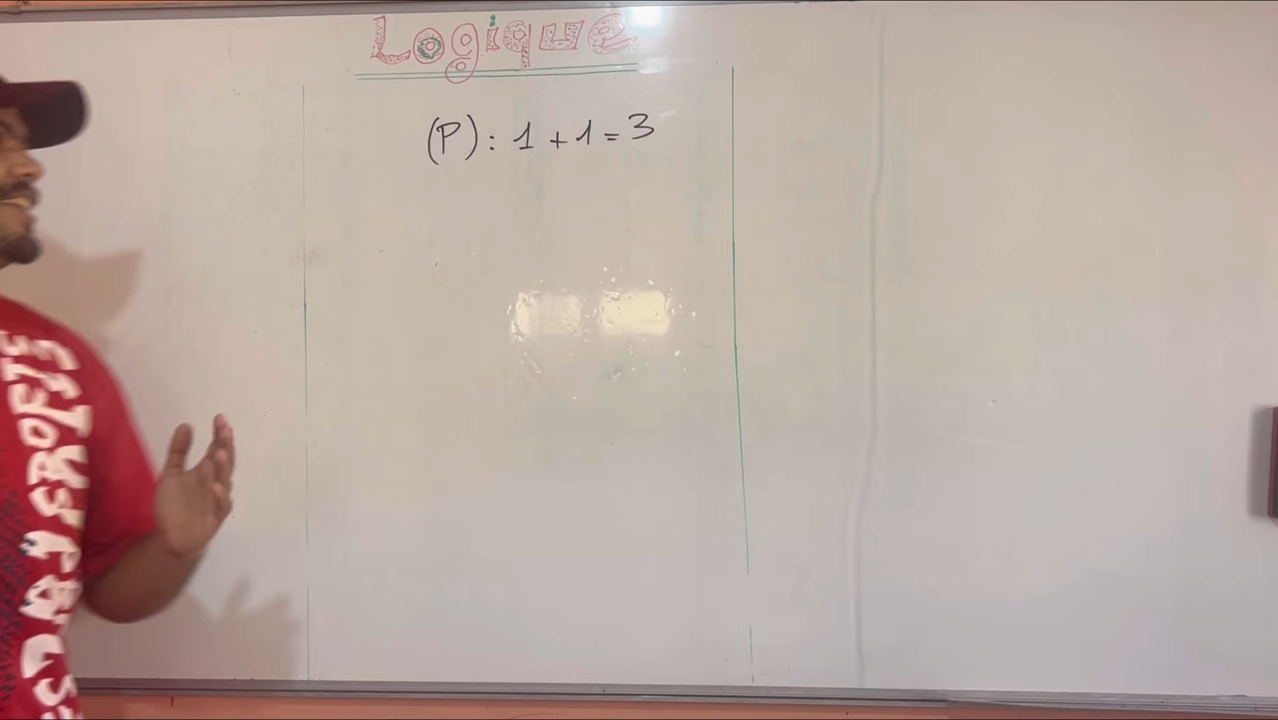 Logique
(P): 1 + 1 = 3